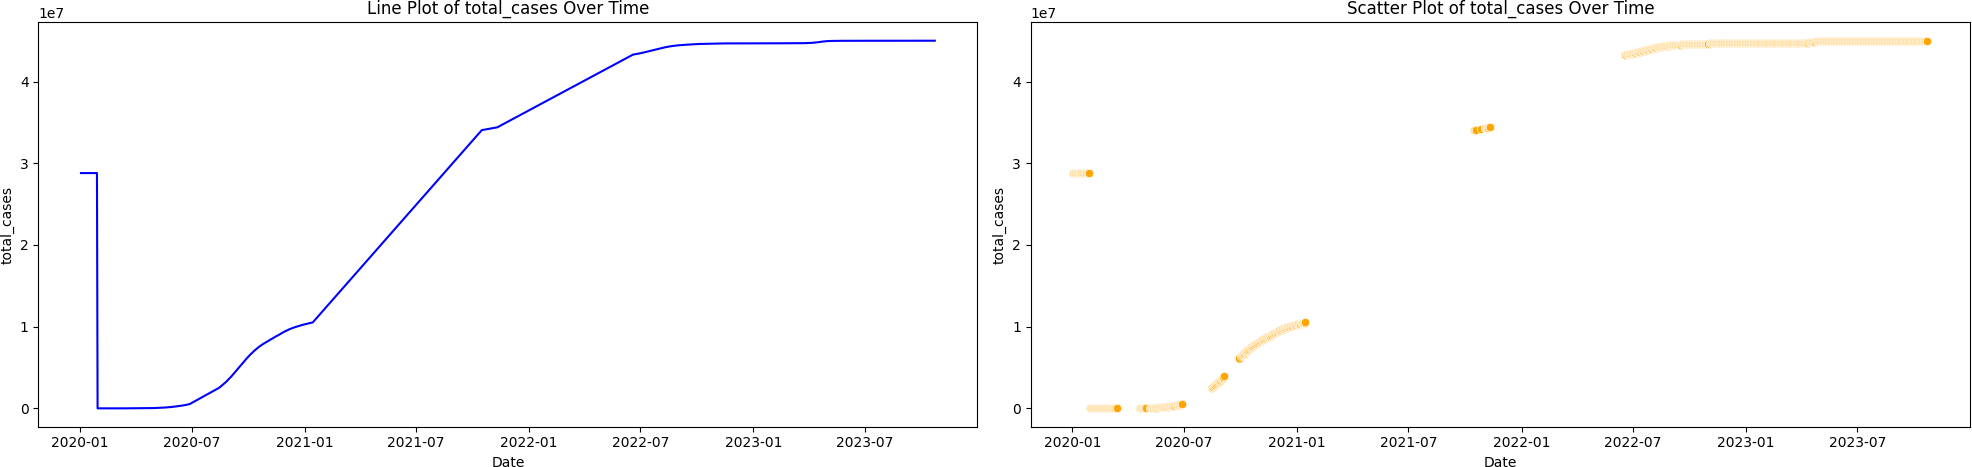 Line Plot of total_cases Over Time
1e7
total_cases
4
3
2
1
0
2020-01 2020-07 2021-01 2021-07 2022-01 2022-07 2023-01 2023-07
Date
Scatter Plot of total_cases Over Time
1e7
total_cases
4
3
2
1
0
2020-01 2020-07 2021-01 2021-07 2022-01 2022-07 2023-01 2023-07
Date